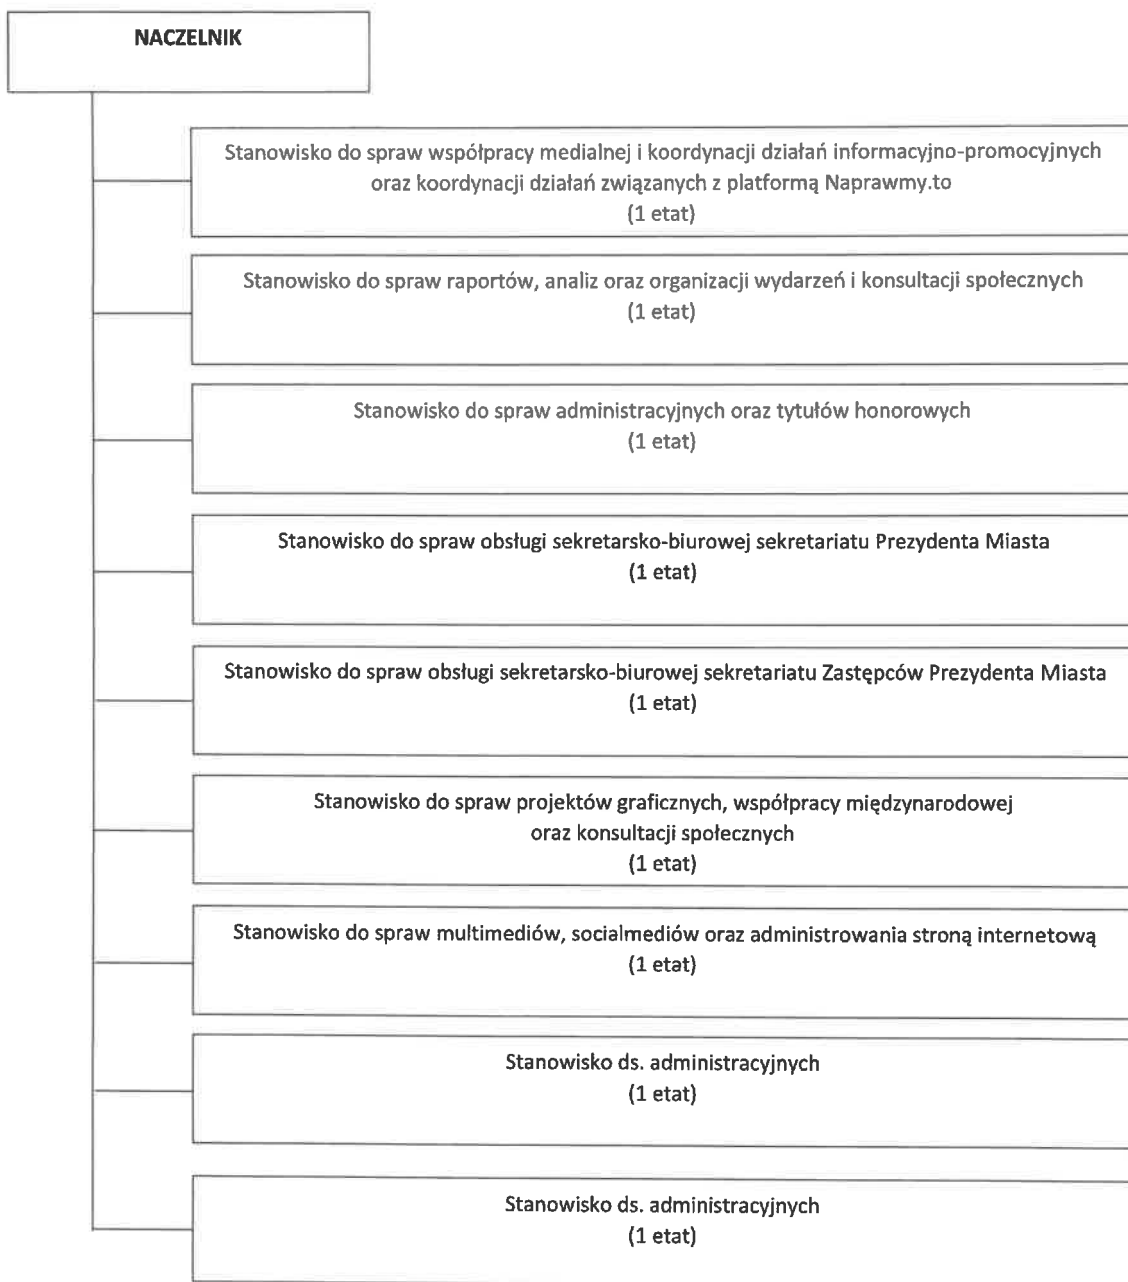 NACZELNIK
Stanowisko do spraw współpracy medialnej i koordynacji działań informacyjno-promocyjnych
oraz koordynacji działań związanych z platformą Naprawmy.to
(1 etat)
Stanowisko do spraw raportów, analiz oraz organizacji wydarzeń i konsultacji społecznych
(1 etat)
Stanowisko do spraw administracyjnych oraz tytułów honorowych
(1 etat)
Stanowisko do spraw obsługi sekretarsko-biurowej sekretariatu Prezydenta Miasta
(1 etat)
Stanowisko do spraw obsługi sekretarsko-biurowej sekretariatu Zastępców Prezydenta Miasta
(1 etat)
Stanowisko do spraw projektów graficznych, współpracy międzynarodowej
oraz konsultacji społecznych
(1 etat)
Stanowisko do spraw multimediów, socialmediów oraz administrowania stroną internetową
(1 etat)
Stanowisko ds. administracyjnych
(1 etat)
Stanowisko ds. administracyjnych
(1 etat)